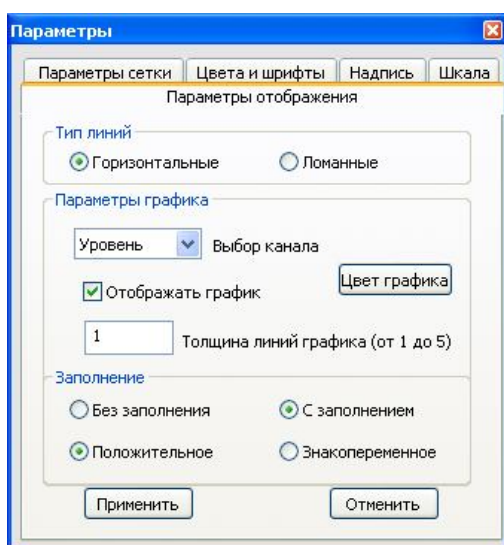 Параметры
Параметры сетки Цвета и шрифты Надпись Шкала
Параметры отображения
Тип линий
Горизонтальные Ломанные
Параметры графика
Уровень Выбор канала
Цвет графика
Отображать график
1 Толщина линий графика (от 1 до 5)
Заполнение
Без заполнения С заполнением
Положительное Знакопеременное
Применить Отменить